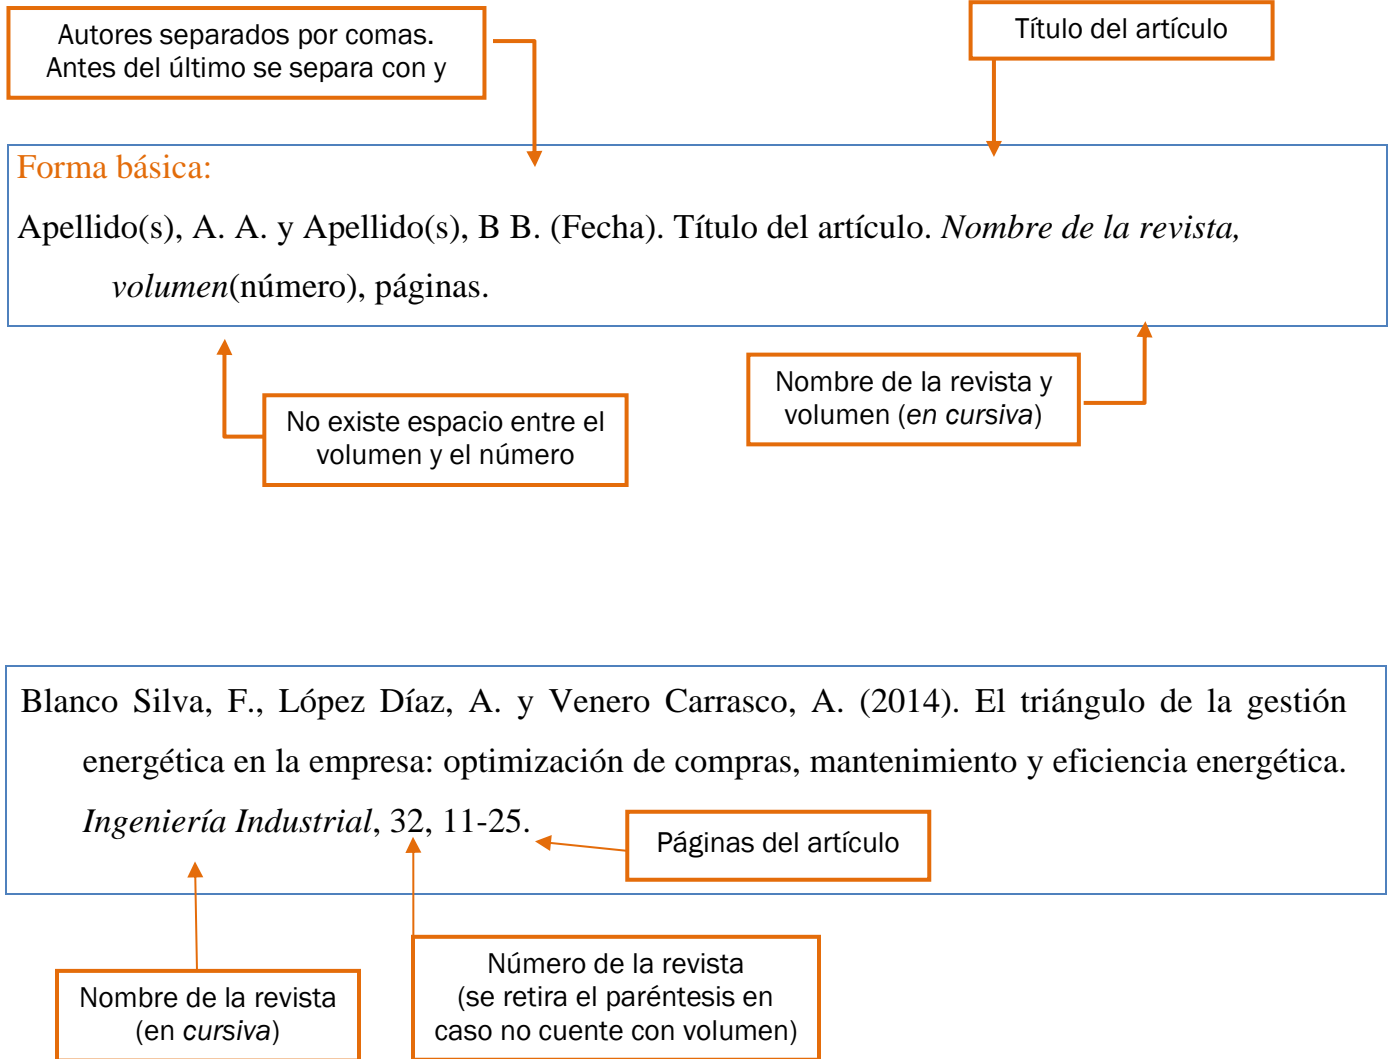 Autores separados por comas.
Antes del último se separa con y
Título del artículo
Forma básica:
Apellido(s), A. A. y Apellido(s), B B. (Fecha). Título del artículo. Nombre de la revista,
volumen(número), páginas.
No existe espacio entre el
volumen y el número
Nombre de la revista y
volumen (en cursiva)
Blanco Silva, F., López Díaz, A. y Venero Carrasco, A. (2014). El triángulo de la gestión
energética en la empresa: optimización de compras, mantenimiento y eficiencia energética.
Ingeniería Industrial, 32, 11-25.
Páginas del artículo
Nombre de la revista
(en cursiva)
Número de la revista
(se retira el paréntesis en
caso no cuente con volumen)